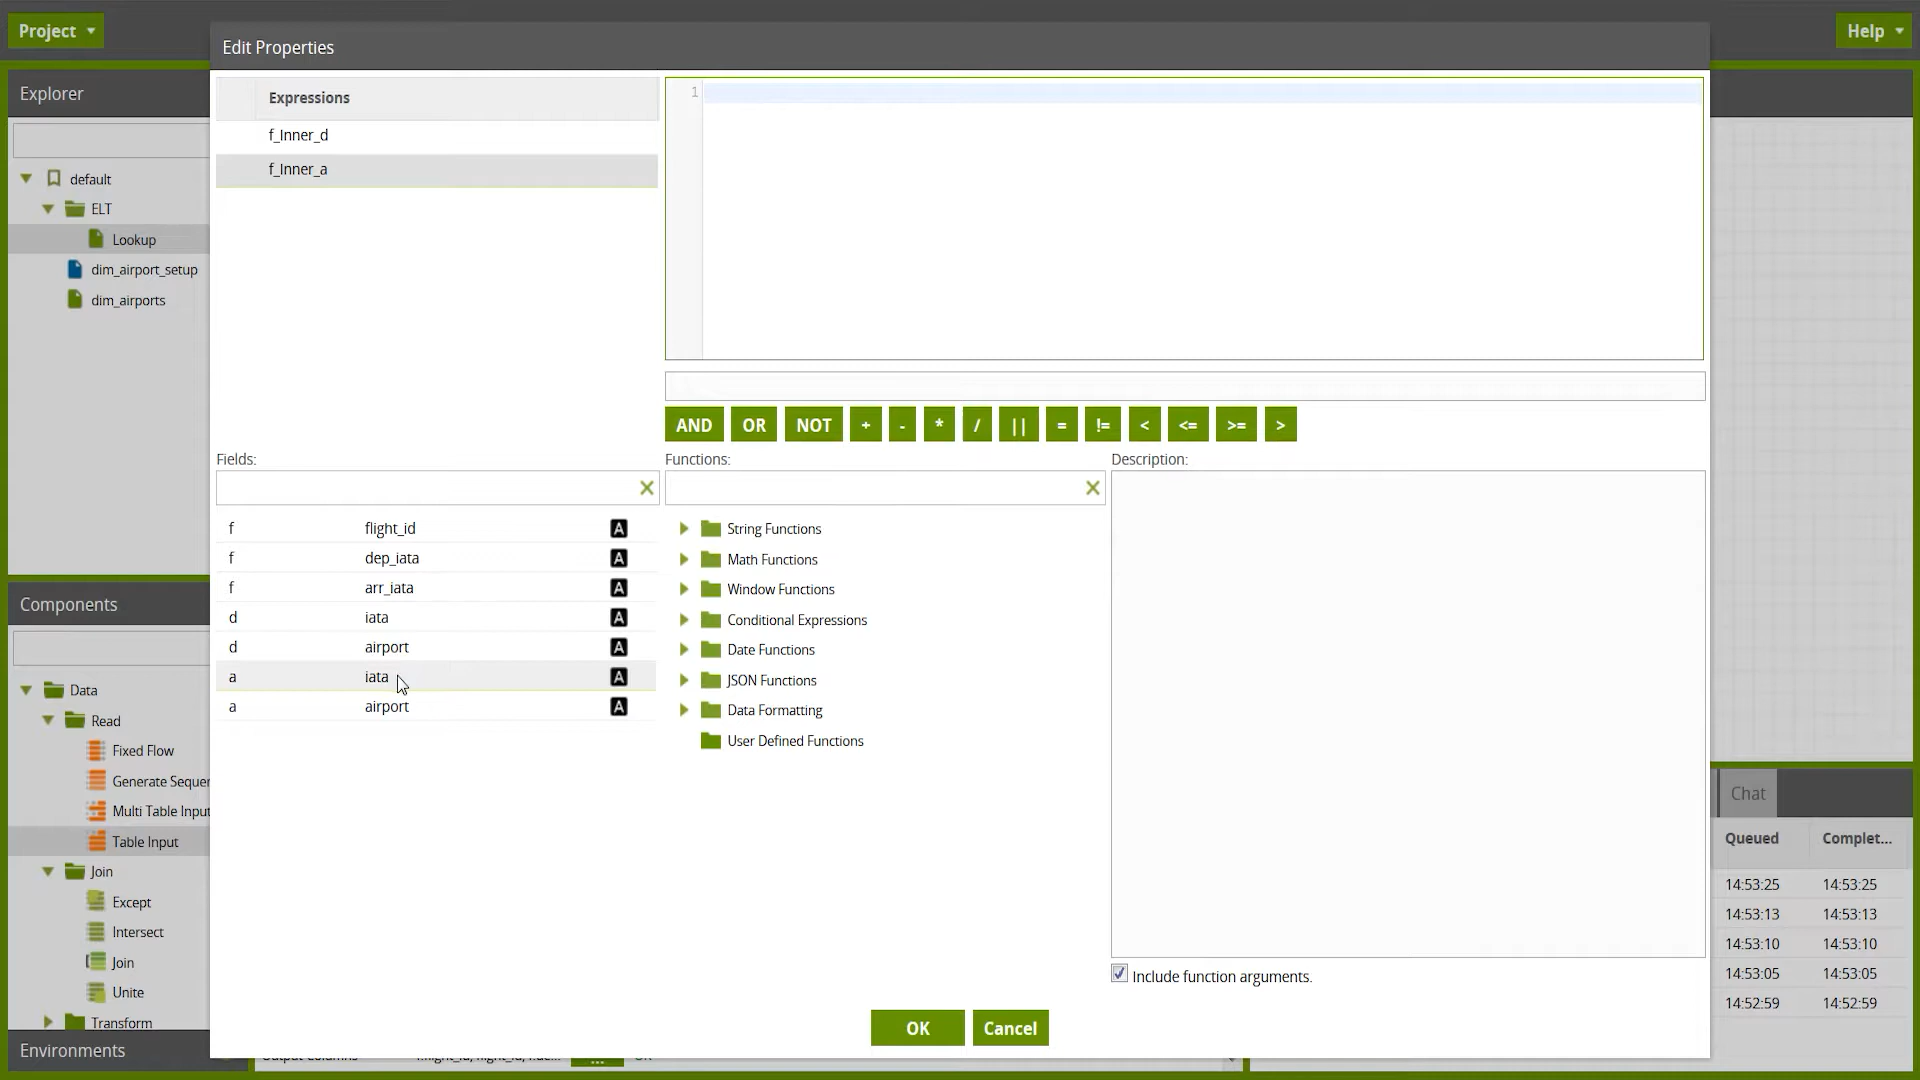 Project
Help
Edit Properties
Explorer
default
ELT
Lookup
dim_airport_setup
dim_airports
Expressions
f_Inner_d
f_Inner_a
1
AND OR NOT + - * / || = != < <= >= >
Fields:
Functions:
Description:
f flight_id A
f dep_iata A
f arr_iata A
d iata A
d airport A
a iata A
a airport A
String Functions
Math Functions
Window Functions
Conditional Expressions
Date Functions
JSON Functions
Data Formatting
User Defined Functions
Include function arguments.
OK Cancel
Components
Data
Read
Fixed Flow
Generate Sequer
Multi Table Input
Table Input
Join
Except
Intersect
Join
Unite
Transform
Environments
Chat
Queued Complet...
14:53:25 14:53:25
14:53:13 14:53:13
14:53:10 14:53:10
14:53:05 14:53:05
14:52:59 14:52:59